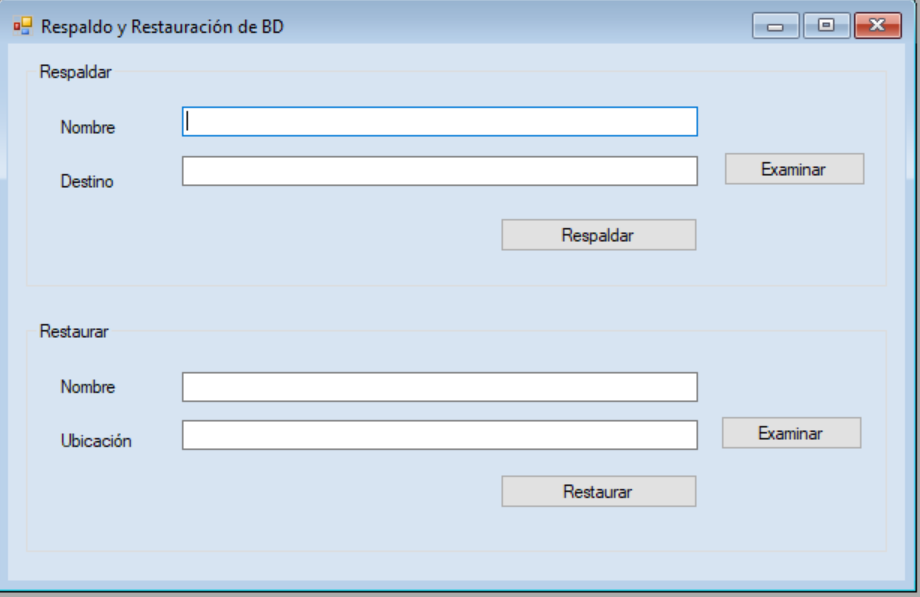 Respaldo y Restauración de BD
Respaldar
Nombre
Destino
Examinar
Respaldar
Restaurar
Nombre
Ubicación
Examinar
Restaurar